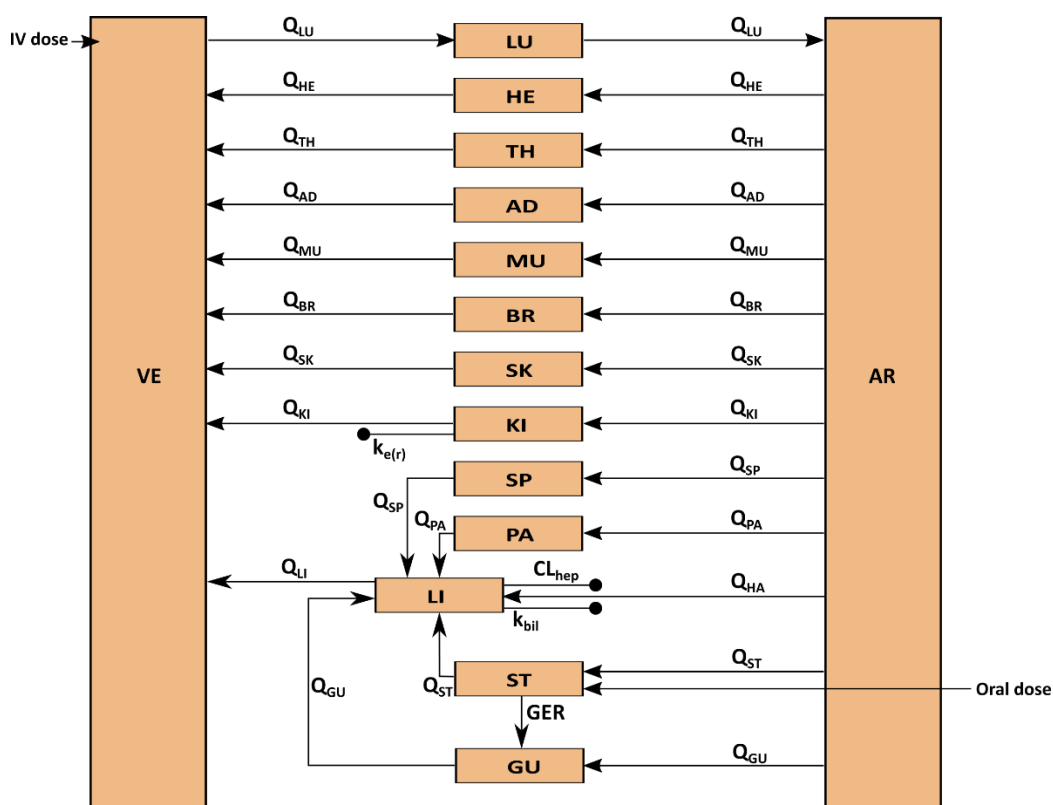 IV dose
VE
AR
Q_LU LU Q_LU
Q_HE HE Q_HE
Q_TH TH Q_TH
Q_AD AD Q_AD
Q_MU MU Q_MU
Q_BR BR Q_BR
Q_SK SK Q_SK
Q_KI KI Q_KI
k_e(r)
Q_SP SP Q_SP
Q_PA PA Q_PA
Q_LI LI CL_hep Q_HA
k_bil
Q_ST ST Q_ST
Oral dose
GER
Q_GU GU Q_GU